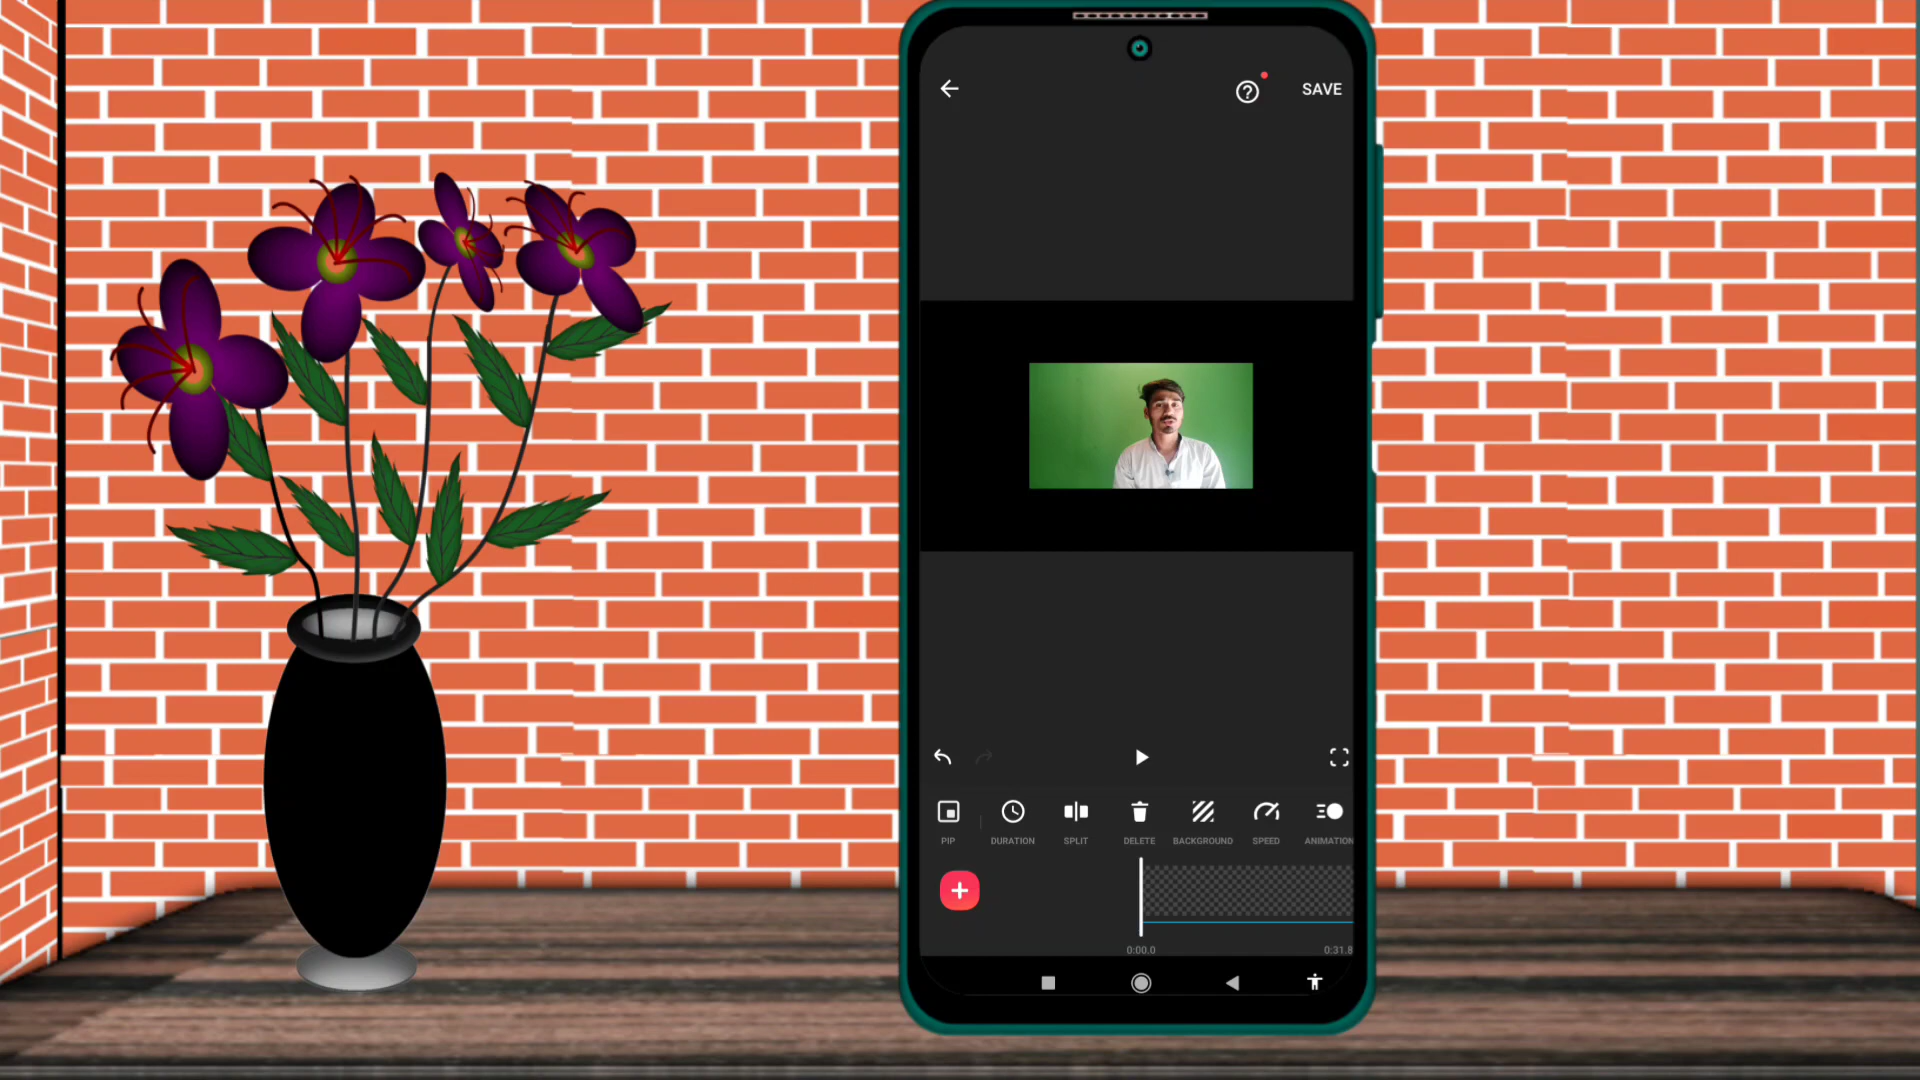 SAVE
PIP DURATION SPLIT DELETE BACKGROUND SPEED ANIMATION
0:00.0 0:31.8